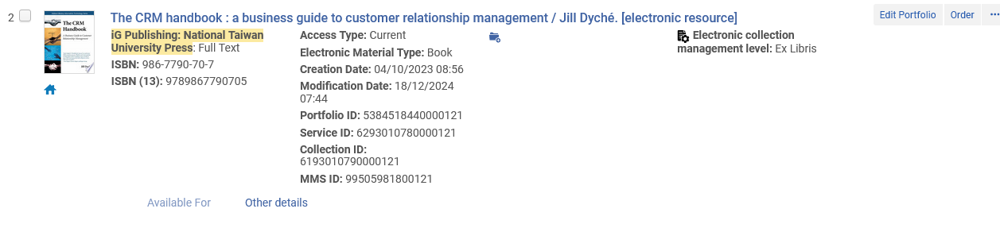 2
The CRM handbook : a business guide to customer relationship management / Jill Dyché. [electronic resource]
Edit Portfolio
Order
The CRM
Handbook
iG Publishing: National Taiwan
University Press: Full Text
ISBN: 986-7790-70-7
ISBN (13): 9789867790705
Access Type: Current
Electronic Material Type: Book
Creation Date: 04/10/2023 08:56
Modification Date: 18/12/2024
07:44
Portfolio ID: 5384518440000121
Service ID: 6293010780000121
Collection ID:
6193010790000121
MMS ID: 99505981800121
Electronic collection
management level: Ex Libris
Available For
Other details